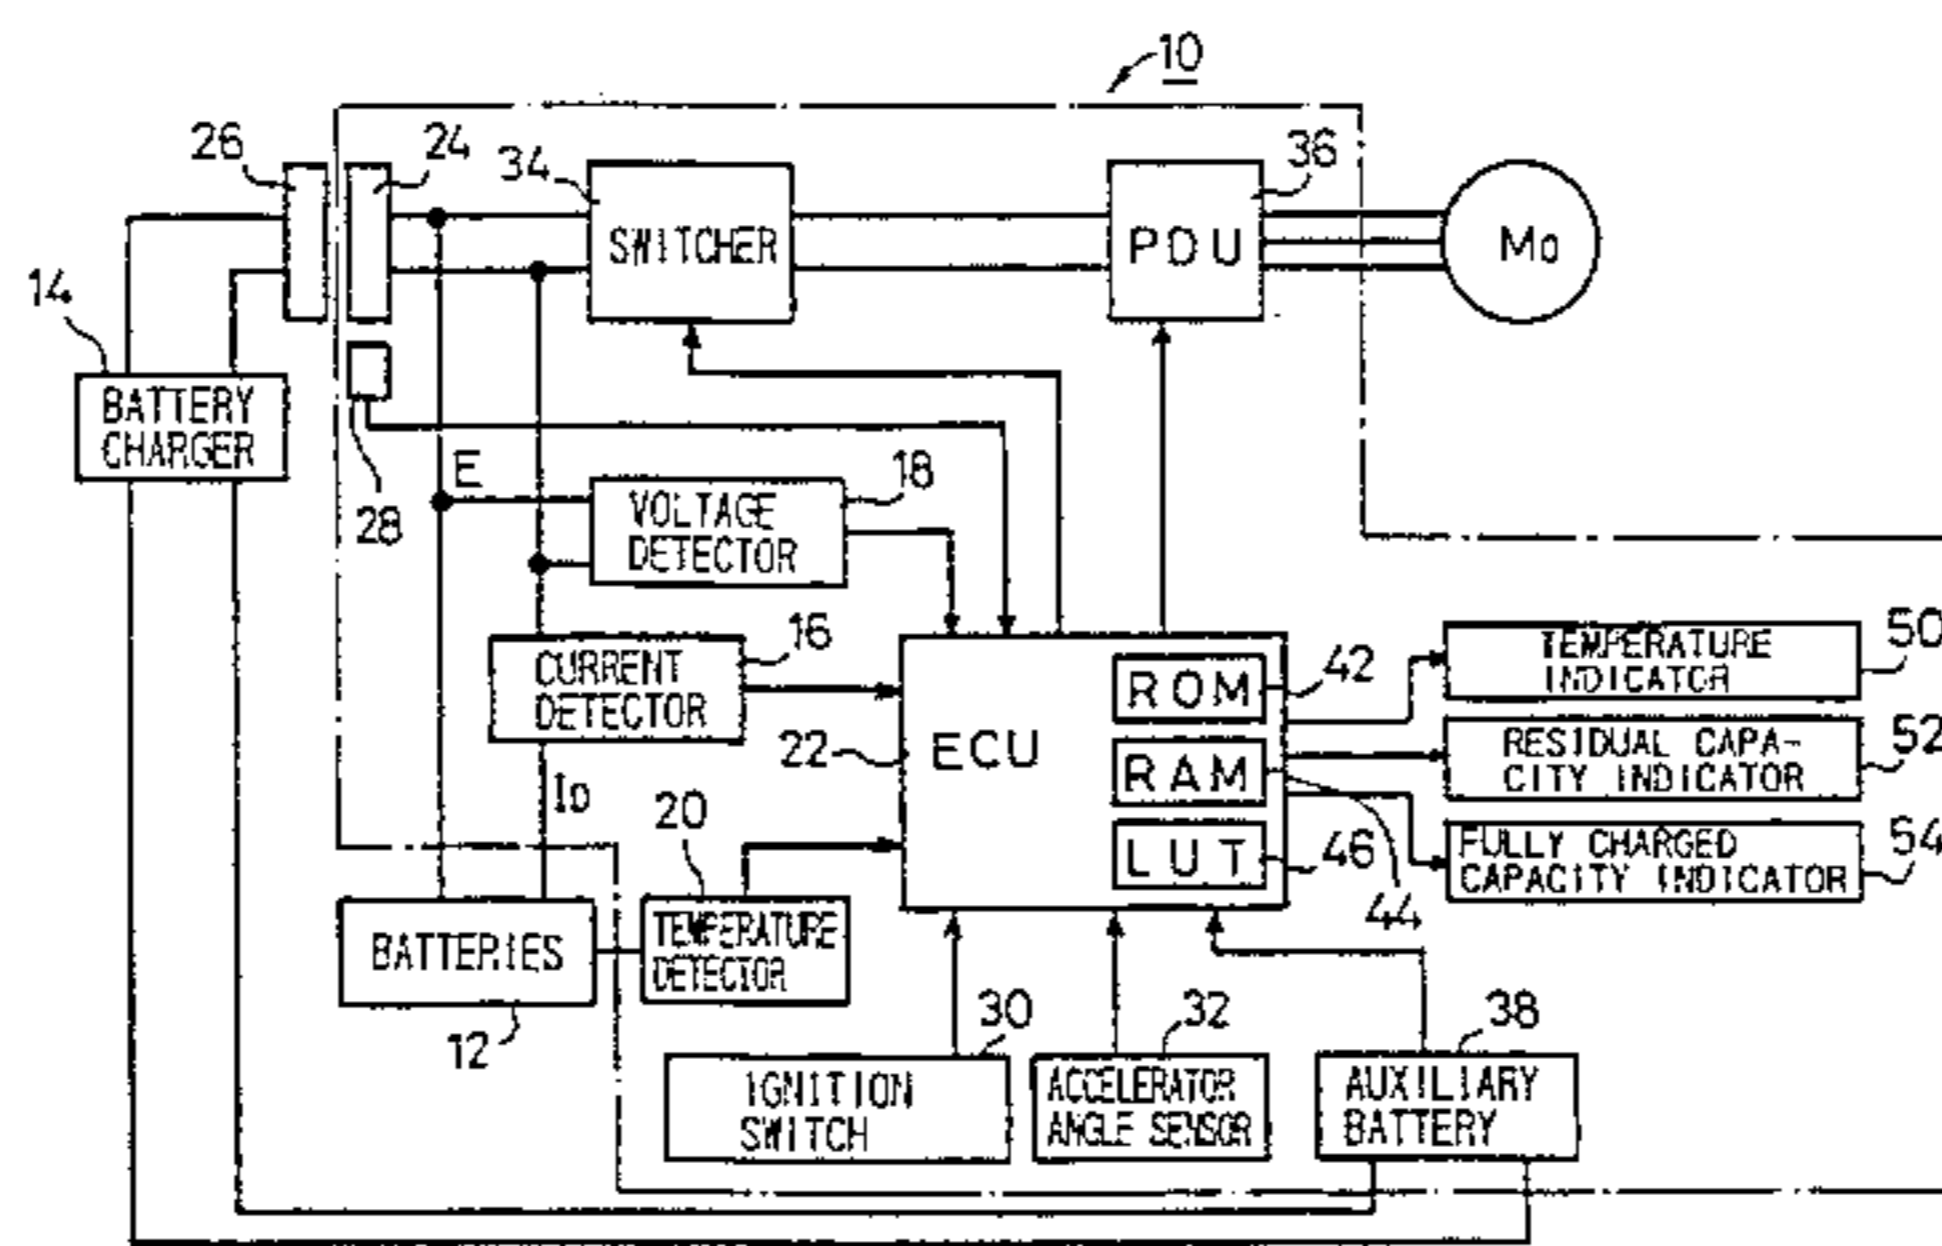 10
26
24
34
36
SWITCHER
PDU
Mo
14
BATTERY
CHARGER
28
E
VOLTAGE
DETECTOR
18
CURRENT
DETECTOR
16
22
ECU
ROM
42
RAM
44
LUT
46
TEMPERATURE
INDICATOR
50
RESIDUAL CAPA-
CITY INDICATOR
52
FULLY CHARGED
CAPACITY INDICATOR
54
ID
20
BATTERIES
12
TEMPERATURE
DETECTOR
30
IGNITION
SWITCH
32
ACCELERATOR
ANGLE SENSOR
38
AUXILIARY
BATTERY